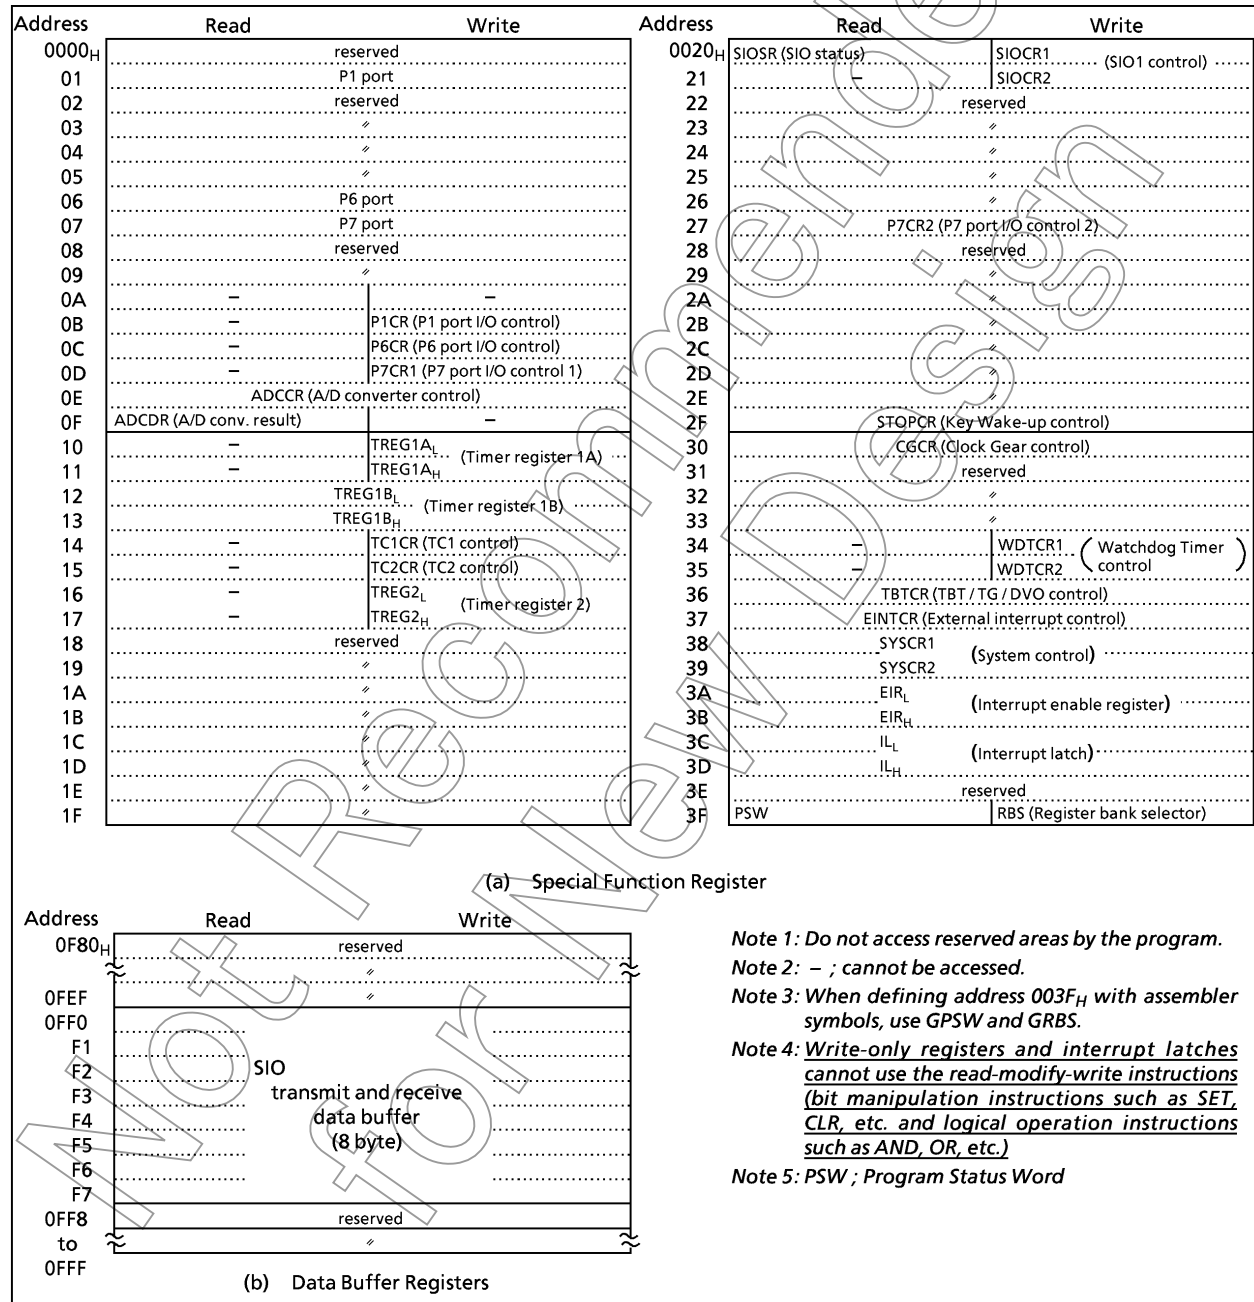 Address Read Write
0000H reserved
01 P1 port
02 reserved
03 〃
04 〃
05 〃
06 P6 port
07 P7 port
08 reserved
09 〃
0A – –
0B – P1CR (P1 port I/O control)
0C – P6CR (P6 port I/O control)
0D – P7CR1 (P7 port I/O control 1)
0E ADCCR (A/D converter control)
0F ADCDR (A/D conv. result) –
10 – TREG1AL
(Timer register 1A)
11 – TREG1AH
12 TREG1BL
(Timer register 1B)
13 TREG1BH
14 – TC1CR (TC1 control)
15 – TC2CR (TC2 control)
16 – TREG2L
(Timer register 2)
17 – TREG2H
18 reserved
19 〃
1A 〃
1B 〃
1C 〃
1D 〃
1E 〃
1F 〃
Address Read Write
0020H SIOSR (SIO status) SIOCR1
(SIO1 control)
21 – SIOCR2
22 reserved
23 〃
24 〃
25 〃
26 〃
27 P7CR2 (P7 port I/O control 2)
28 reserved
29 〃
2A 〃
2B 〃
2C 〃
2D 〃
2E 〃
2F STOPCR (Key Wake-up control)
30 CGCR (Clock Gear control)
31 reserved
32 〃
33 〃
34 – WDTCR1
(Watchdog Timer
control)
35 – WDTCR2
36 TBTCR (TBT / TG / DVO control)
37 EINTCR (External interrupt control)
38 SYSCR1
(System control)
39 SYSCR2
3A EIRL
(Interrupt enable register)
3B EIRH
3C ILL
(Interrupt latch)
3D ILH
3E reserved
3F PSW RBS (Register bank selector)
(a) Special Function Register
Address Read Write
0F80H reserved
〃
0FEF 〃
0FF0
F1
F2 SIO
F3 transmit and receive
F4 data buffer
F5 (8 byte)
F6
F7
0FF8 reserved
to 〃
0FFF
(b) Data Buffer Registers
Note 1: Do not access reserved areas by the program.
Note 2: – ; cannot be accessed.
Note 3: When defining address 003FH with assembler
symbols, use GPSW and GRBS.
Note 4: Write-only registers and interrupt latches
cannot use the read-modify-write instructions
(bit manipulation instructions such as SET,
CLR, etc. and logical operation instructions
such as AND, OR, etc.)
Note 5: PSW ; Program Status Word
Not Recommended
for New Design